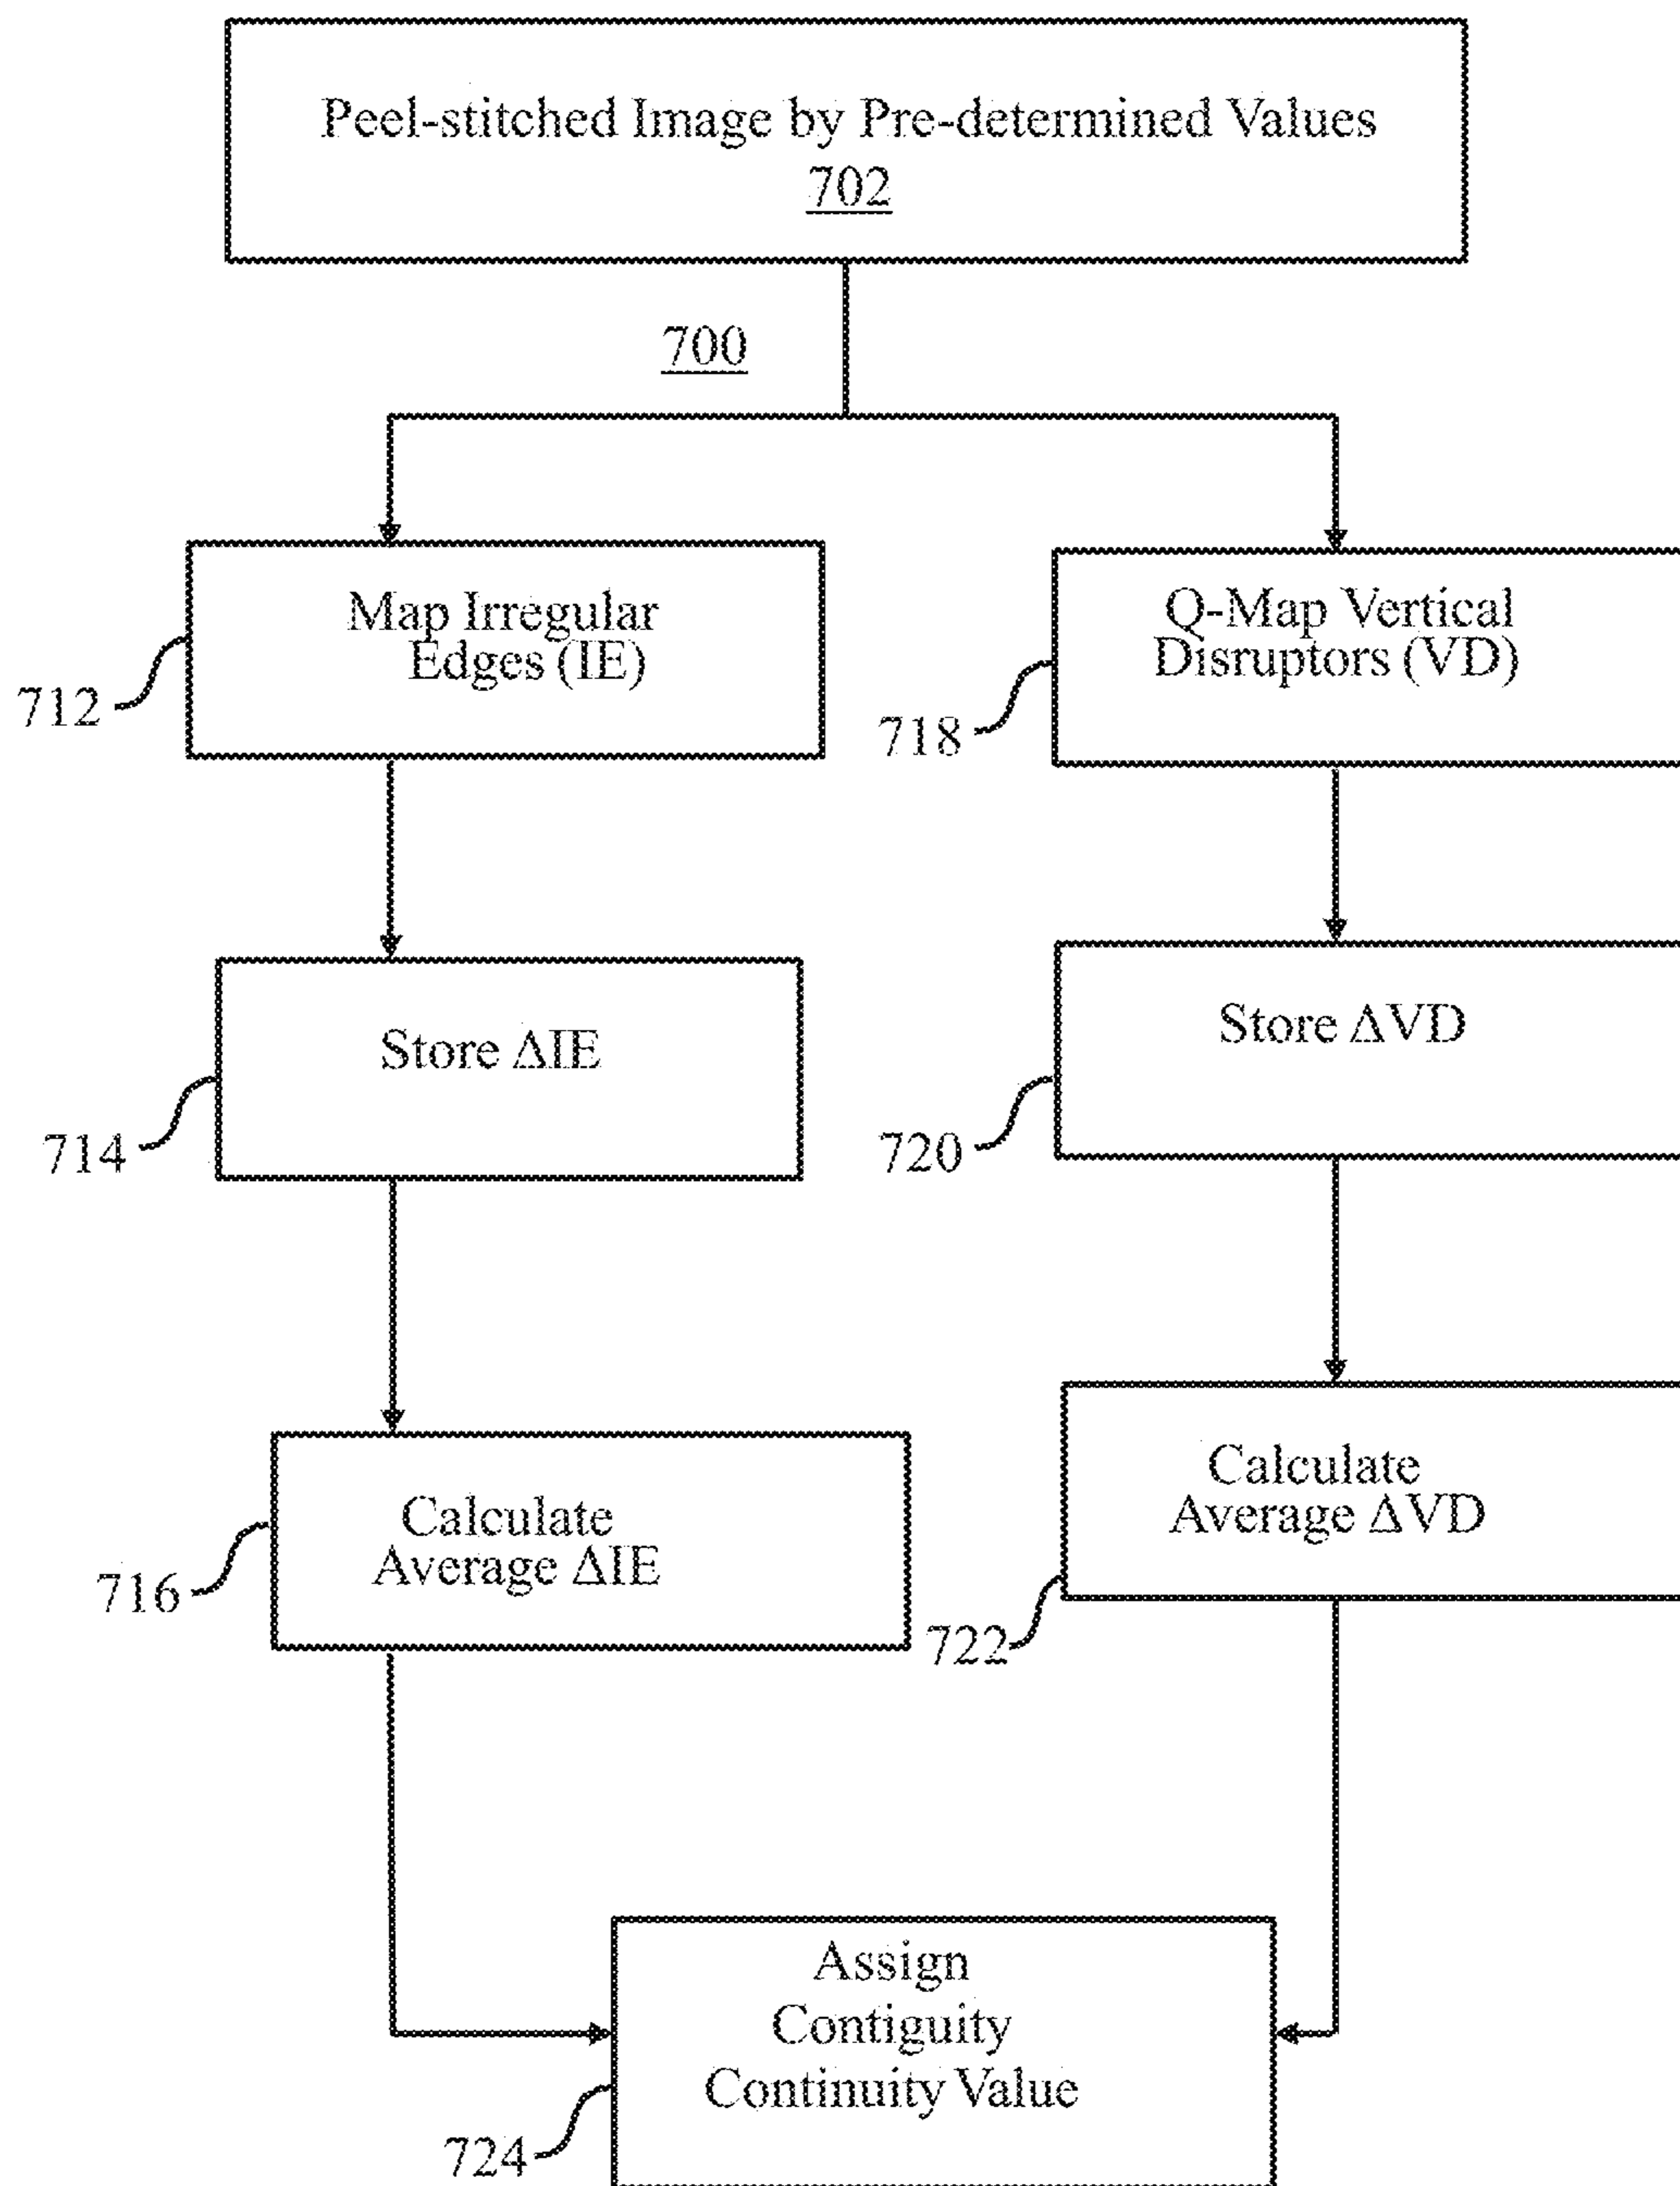 Peel-stitched Image by Pre-determined Values
702
700
Map Irregular
Edges (IE)
712
Q-Map Vertical
Disruptors (VD)
718
Store ΔIE
714
Store ΔVD
720
Calculate
Average ΔIE
716
Calculate
Average ΔVD
722
Assign
Contiguity
Continuity Value
724